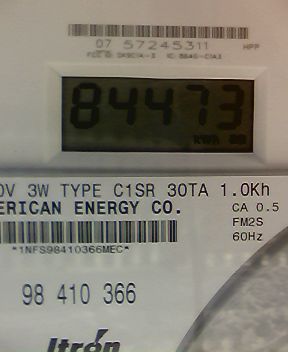 07 57245311 HPP
84473
0V 3W TYPE C1SR 30TA 1.0Kh
ERICAN ENERGY CO. CA 0.5
FM2S
60Hz
*1NFS98410366MEC*
98 410 366
Itron